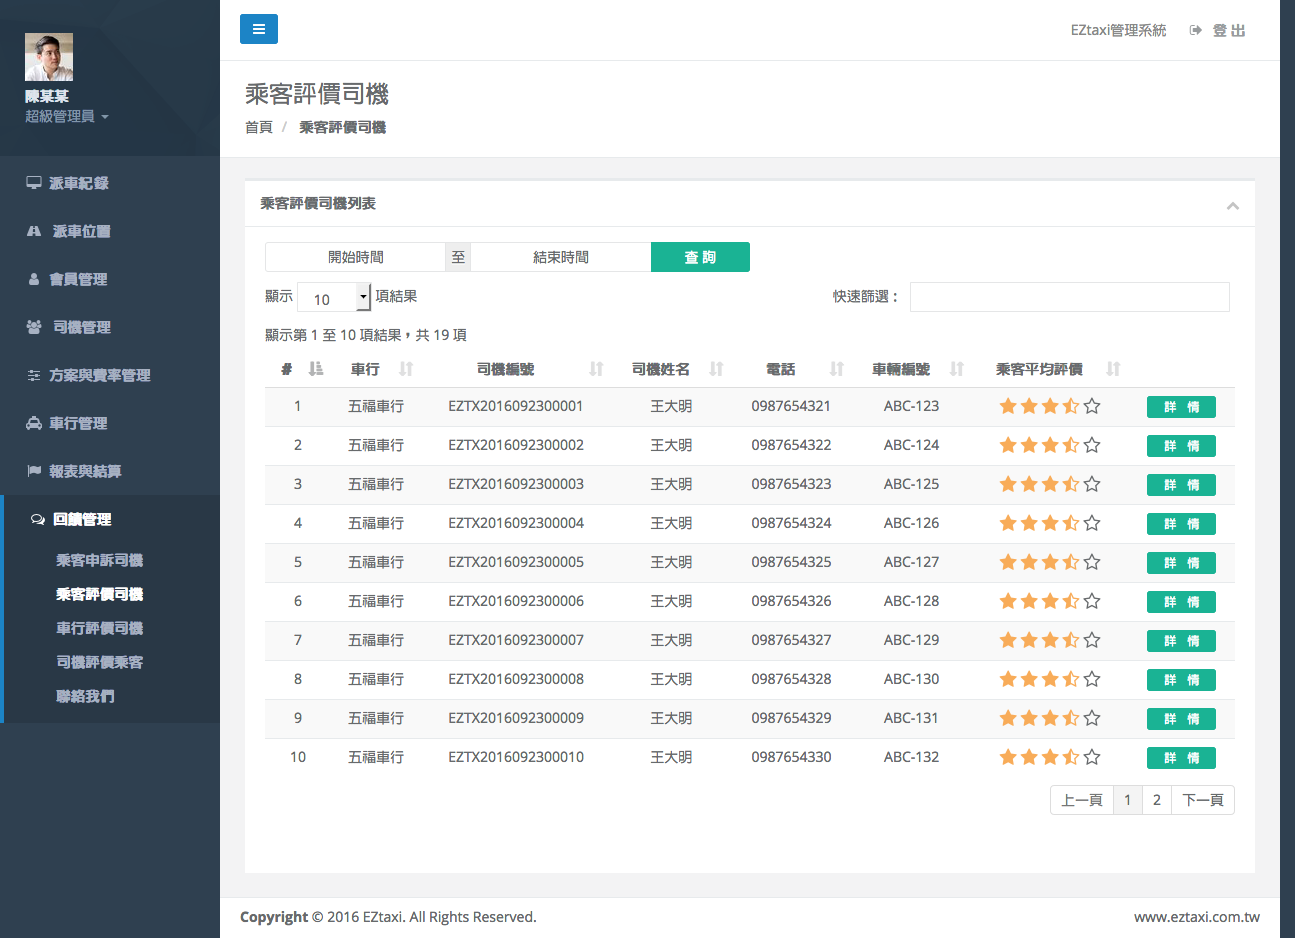 陳某某
超級管理員
派車紀錄
派車位置
會員管理
司機管理
方案與費率管理
車行管理
報表與結算
回饋管理
乘客申訴司機
乘客評價司機
車行評價司機
司機評價乘客
聯絡我們
EZtaxi管理系統 登 出
乘客評價司機
首頁 / 乘客評價司機
乘客評價司機列表
開始時間 至 結束時間 查 詢
顯示 10 項結果 快速篩選：
顯示第 1 至 10 項結果，共 19 項
# 車行 司機編號 司機姓名 電話 車輛編號 乘客平均評價
1 五福車行 EZTX2016092300001 王大明 0987654321 ABC-123 詳 情
2 五福車行 EZTX2016092300002 王大明 0987654322 ABC-124 詳 情
3 五福車行 EZTX2016092300003 王大明 0987654323 ABC-125 詳 情
4 五福車行 EZTX2016092300004 王大明 0987654324 ABC-126 詳 情
5 五福車行 EZTX2016092300005 王大明 0987654325 ABC-127 詳 情
6 五福車行 EZTX2016092300006 王大明 0987654326 ABC-128 詳 情
7 五福車行 EZTX2016092300007 王大明 0987654327 ABC-129 詳 情
8 五福車行 EZTX2016092300008 王大明 0987654328 ABC-130 詳 情
9 五福車行 EZTX2016092300009 王大明 0987654329 ABC-131 詳 情
10 五福車行 EZTX2016092300010 王大明 0987654330 ABC-132 詳 情
上一頁 1 2 下一頁
Copyright © 2016 EZtaxi. All Rights Reserved. www.eztaxi.com.tw